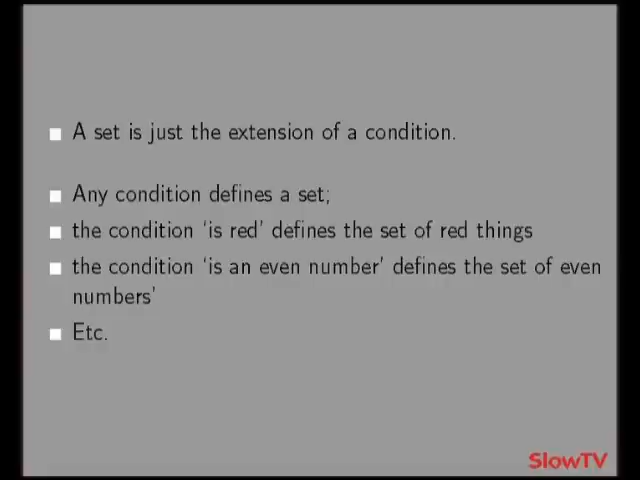 A set is just the extension of a condition.
Any condition defines a set;
the condition ‘is red’ defines the set of red things
the condition ‘is an even number’ defines the set of even
numbers’
Etc.
SlowTV